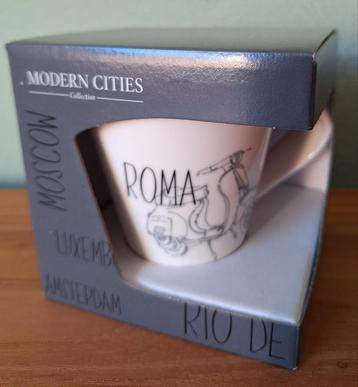 MODERN CITIES
Collection
MOSCOW
ROMA
LUXEMB
AMSTERDAM
RIO DE